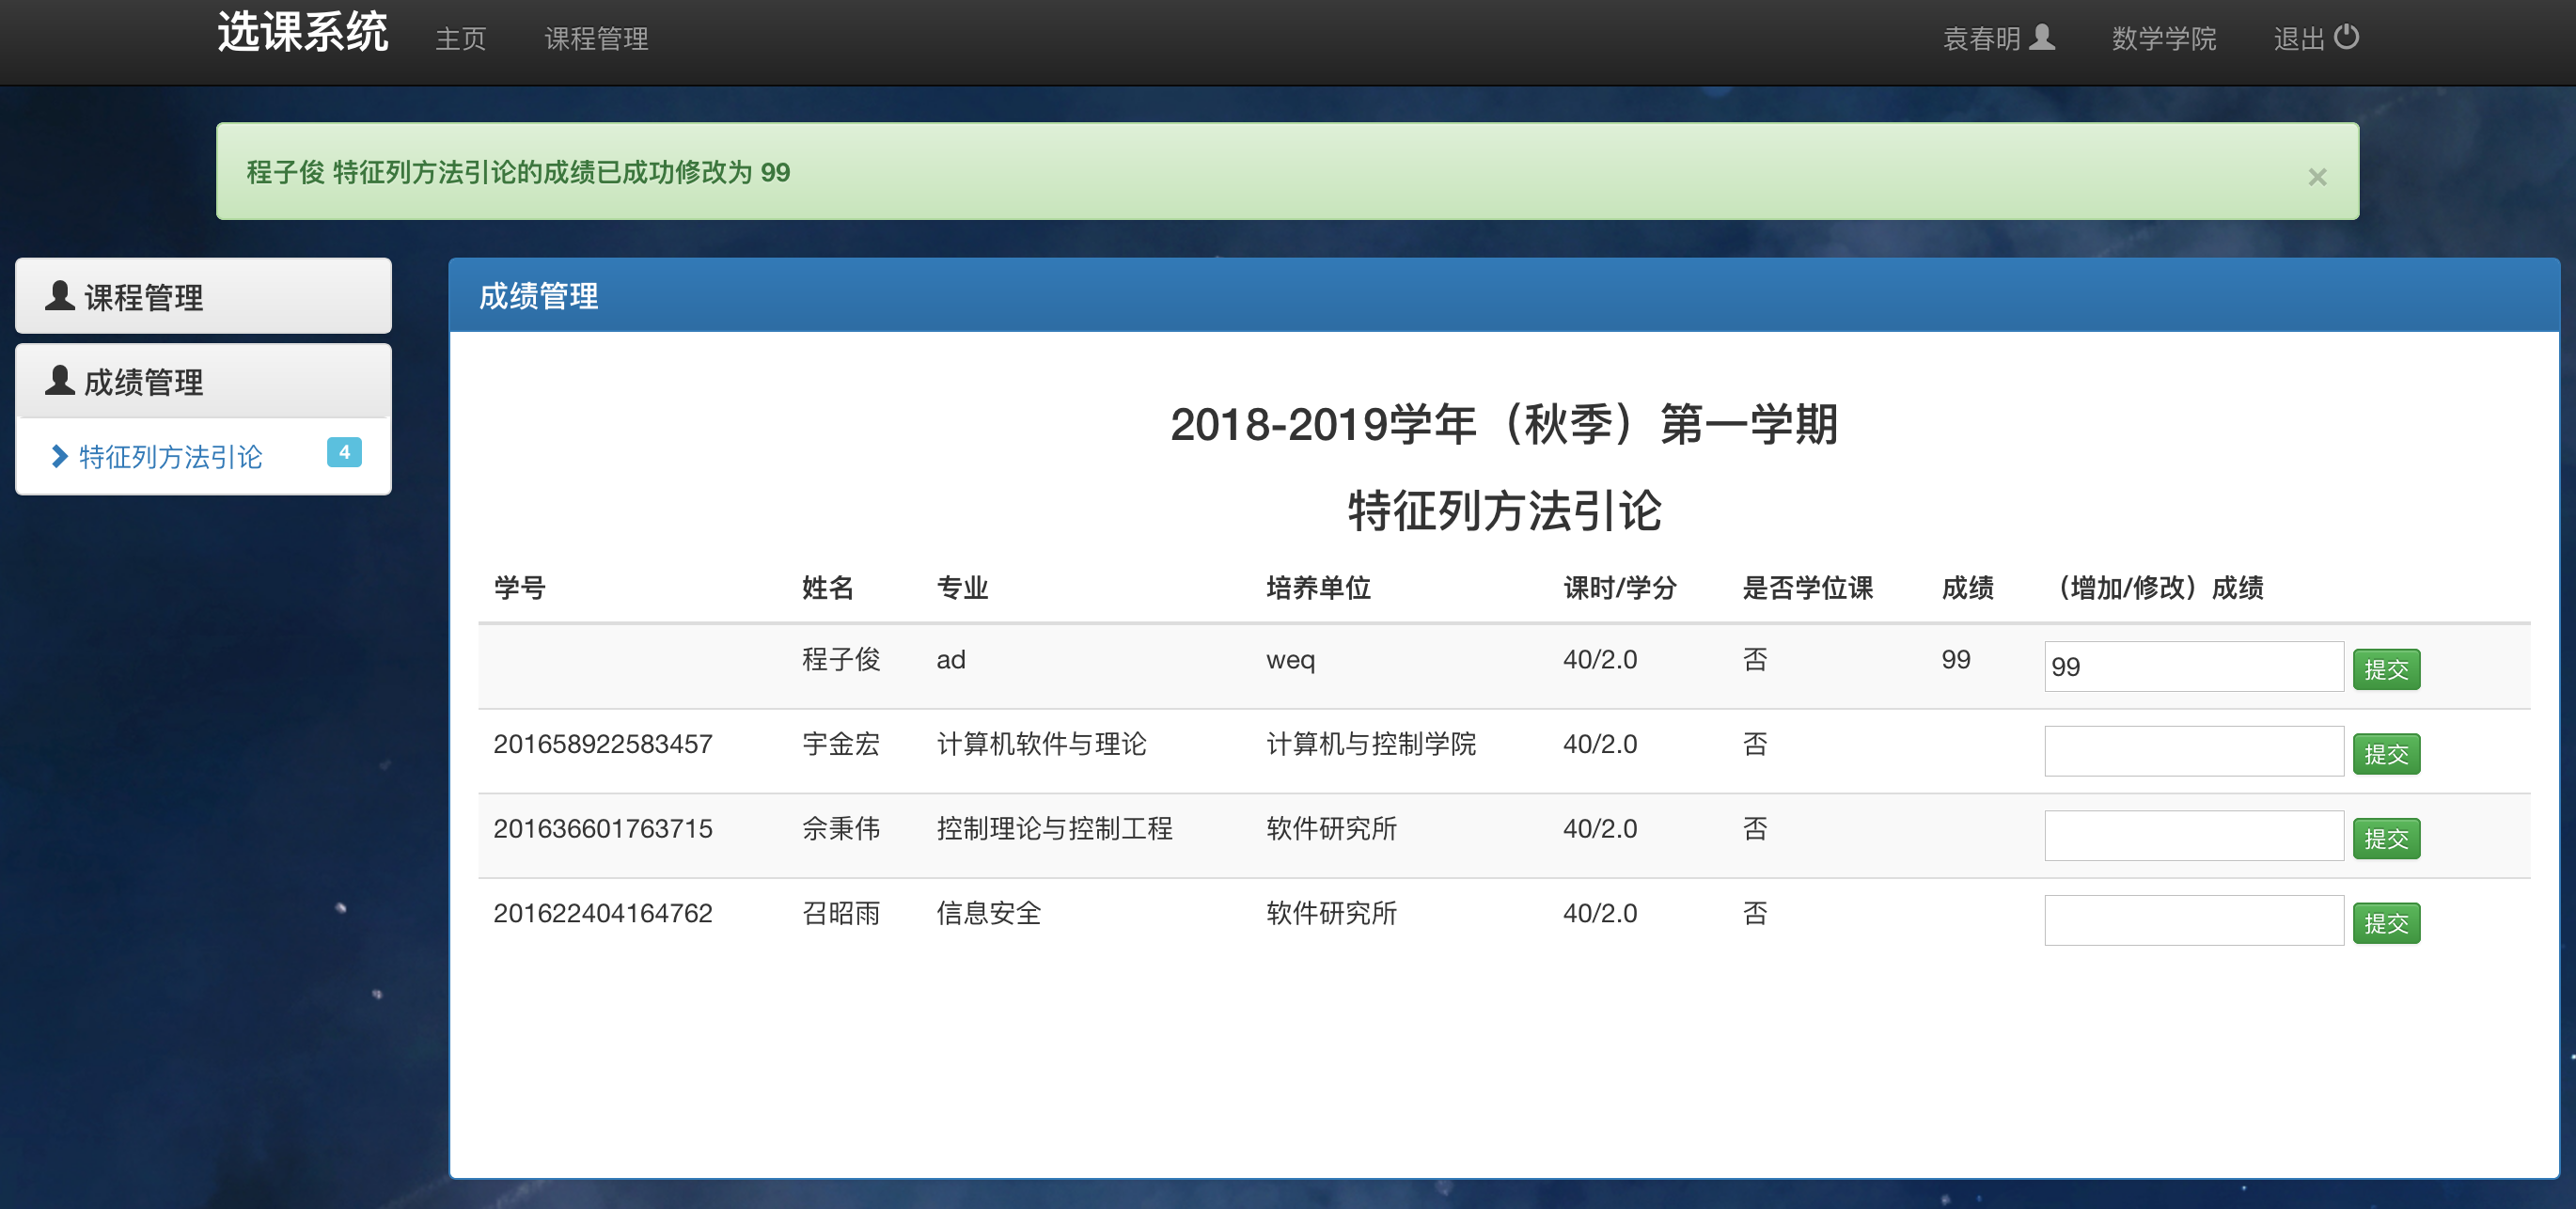 选课系统 主页 课程管理 袁春明 数学学院 退出
程子俊 特征列方法引论的成绩已成功修改为 99 ×
课程管理
成绩管理
特征列方法引论 4
成绩管理
2018-2019学年（秋季）第一学期
特征列方法引论
学号 姓名 专业 培养单位 课时/学分 是否学位课 成绩 （增加/修改）成绩
程子俊 ad weq 40/2.0 否 99 99 提交
201658922583457 宇金宏 计算机软件与理论 计算机与控制学院 40/2.0 否 提交
201636601763715 佘秉伟 控制理论与控制工程 软件研究所 40/2.0 否 提交
201622404164762 召昭雨 信息安全 软件研究所 40/2.0 否 提交